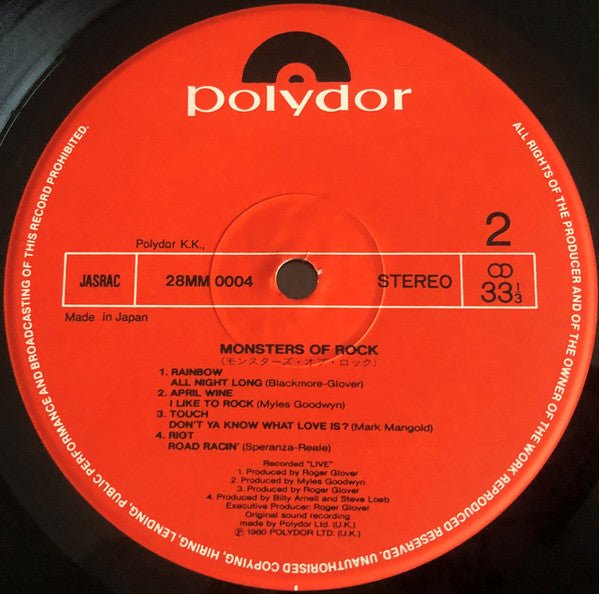 polydor
Polydor K.K.,
2
JASRAC
28MM 0004
STEREO
33⅓
Made in Japan
MONSTERS OF ROCK
(モンスターズ・オブ・ロック)
1. RAINBOW
ALL NIGHT LONG (Blackmore-Glover)
2. APRIL WINE
I LIKE TO ROCK (Myles Goodwyn)
3. TOUCH
DON'T YA KNOW WHAT LOVE IS? (Mark Mangold)
4. RIOT
ROAD RACIN' (Speranza-Reale)
Recorded "LIVE"
1. Produced by Roger Glover
2. Produced by Myles Goodwyn
3. Produced by Roger Glover
4. Produced by Billy Arnell and Steve Loeb
Executive Producer: Roger Glover
Original sound recording
made by Polydor Ltd. (U.K.)
℗ 1980 POLYDOR LTD. (U.K.)
ALL RIGHTS OF THE PRODUCER AND OF THE OWNER OF THE WORK REPRODUCED RESERVED. UNAUTHORISED COPYING, HIRING, LENDING, PUBLIC PERFORMANCE AND BROADCASTING OF THIS RECORD PROHIBITED.